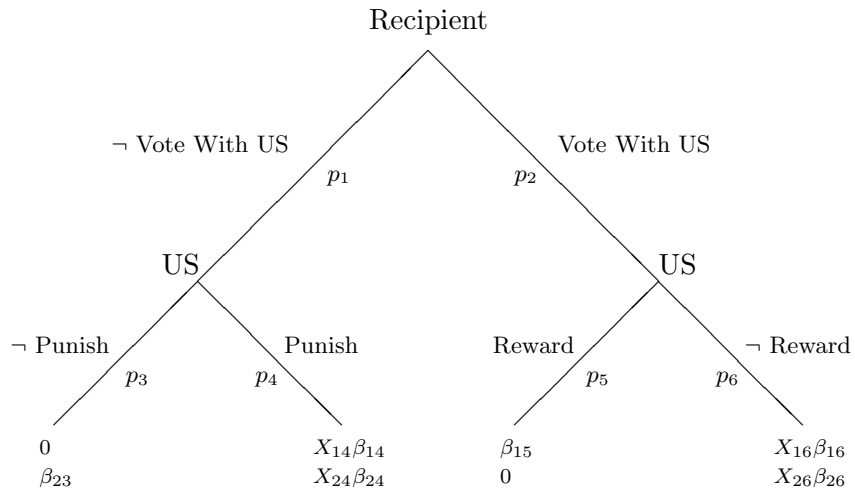 Recipient
¬ Vote With US
Vote With US
p₁
p₂
US
US
¬ Punish
Punish
Reward
¬ Reward
p₃
p₄
p₅
p₆
0
X₁₄β₁₄
β₁₅
X₁₆β₁₆
β₂₃
X₂₄β₂₄
0
X₂₆β₂₆